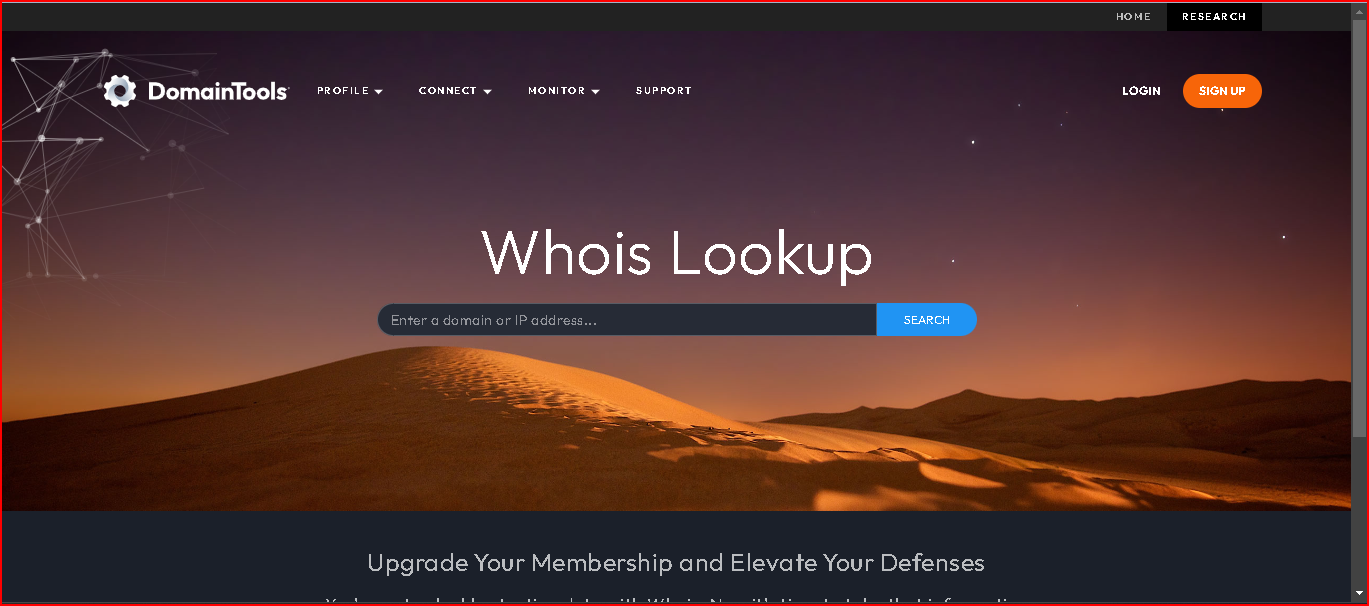 HOME RESEARCH
DomainTools PROFILE CONNECT MONITOR SUPPORT LOGIN SIGN UP
Whois Lookup
Enter a domain or IP address... SEARCH
Upgrade Your Membership and Elevate Your Defenses